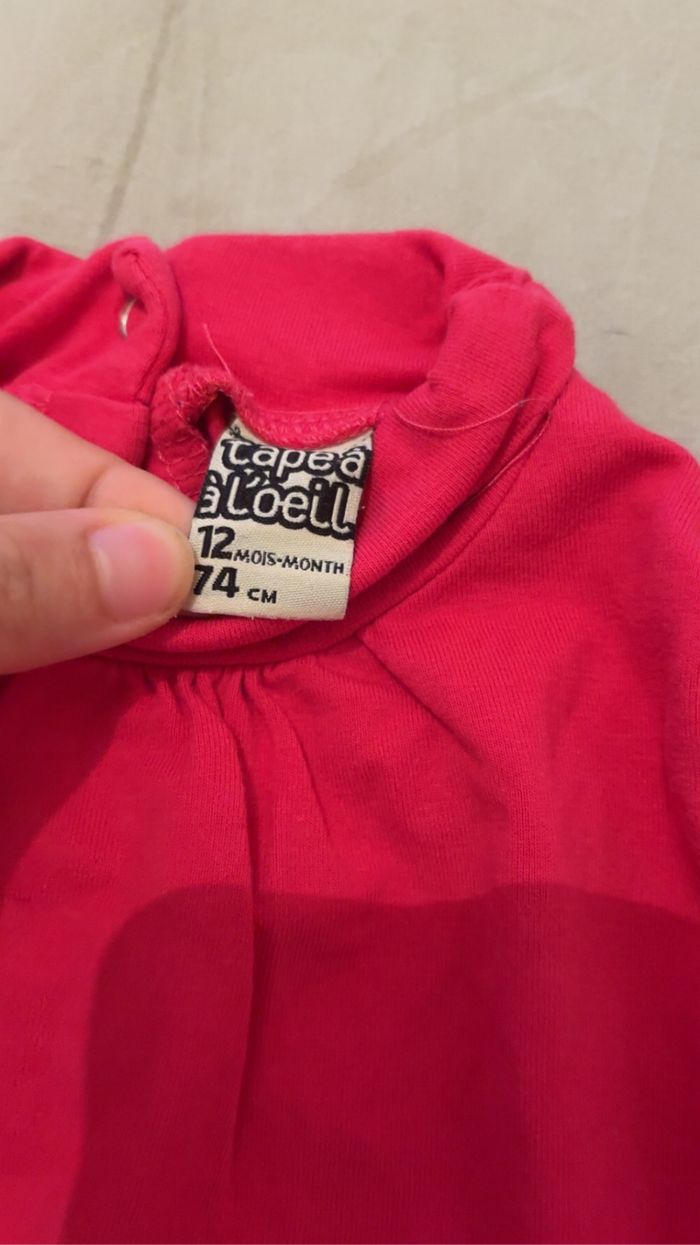 tape à
à l'oeil
12 MOIS-MONTH
74 CM